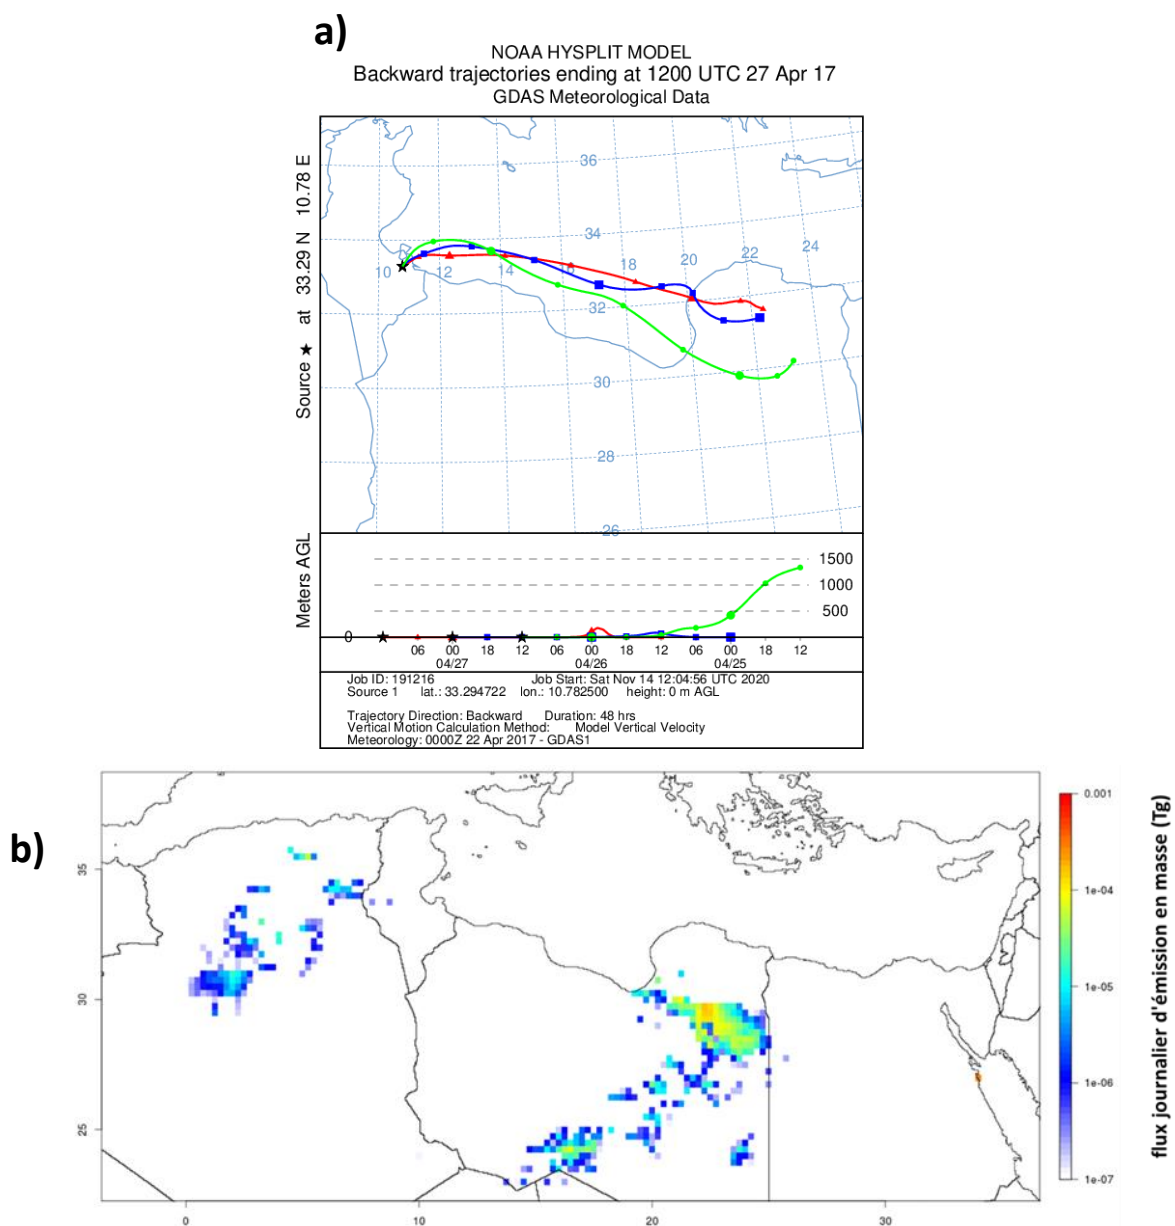 a)
NOAA HYSPLIT MODEL
Backward trajectories ending at 1200 UTC 27 Apr 17
GDAS Meteorological Data
Source ★ at 33.29 N 10.78 E
36
34
10 12 14 16 18 20 22 24
32
30
28
26
Meters AGL
1500
1000
500
0
06 00 18 12 06 00 18 12 06 00 18 12
04/27 04/26 04/25
Job ID: 191216 Job Start: Sat Nov 14 12:04:56 UTC 2020
Source 1 lat.: 33.294722 lon.: 10.782500 height: 0 m AGL
Trajectory Direction: Backward Duration: 48 hrs
Vertical Motion Calculation Method: Model Vertical Velocity
Meteorology: 0000Z 22 Apr 2017 - GDAS1
b)
35
30
25
0 10 20 30
0.001
1e-04
1e-05
1e-06
1e-07
flux journalier d'émission en masse (Tg)